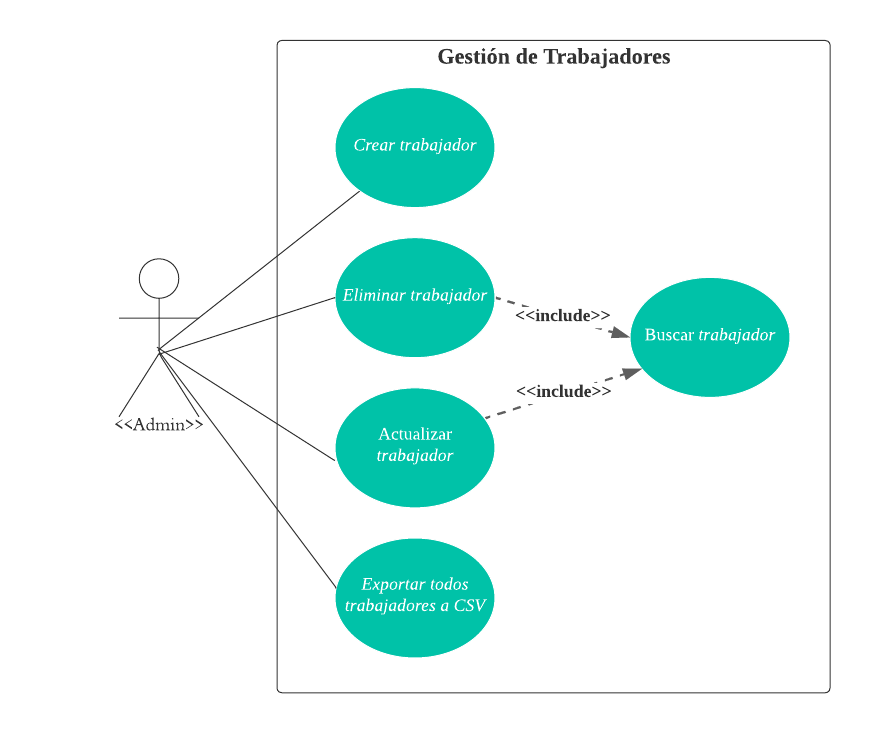 Gestión de Trabajadores
Crear trabajador
Eliminar trabajador
<<include>>
Buscar trabajador
<<include>>
<<Admin>>
Actualizar
trabajador
Exportar todos
trabajadores a CSV